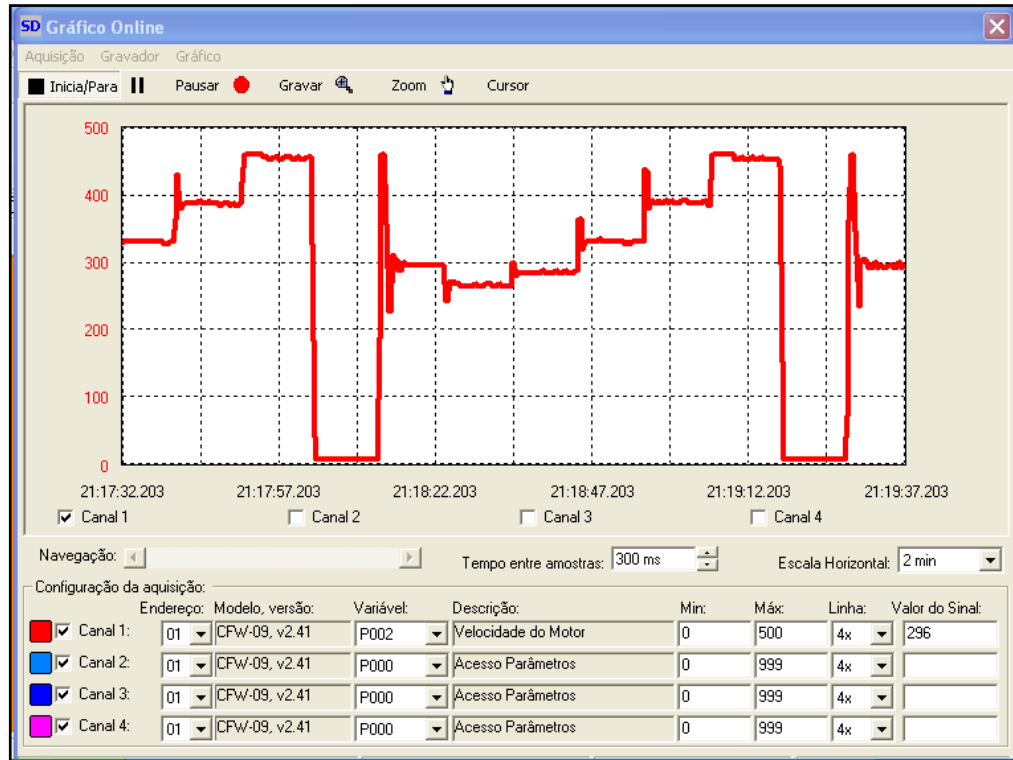 SD Gráfico Online
Aquisição Gravador Gráfico
Inicia/Para Pausar Gravar Zoom Cursor
500
400
300
200
100
0
21:17:32.203 21:17:57.203 21:18:22.203 21:18:47.203 21:19:12.203 21:19:37.203
Canal 1 Canal 2 Canal 3 Canal 4
Navegação: Tempo entre amostras: 300 ms Escala Horizontal: 2 min
Configuração da aquisição:
Endereço: Modelo, versão: Variável: Descrição: Min: Máx: Linha: Valor do Sinal:
Canal 1: 01 CFW-09, v2.41 P002 Velocidade do Motor 0 500 4x 296
Canal 2: 01 CFW-09, v2.41 P000 Acesso Parâmetros 0 999 4x
Canal 3: 01 CFW-09, v2.41 P000 Acesso Parâmetros 0 999 4x
Canal 4: 01 CFW-09, v2.41 P000 Acesso Parâmetros 0 999 4x